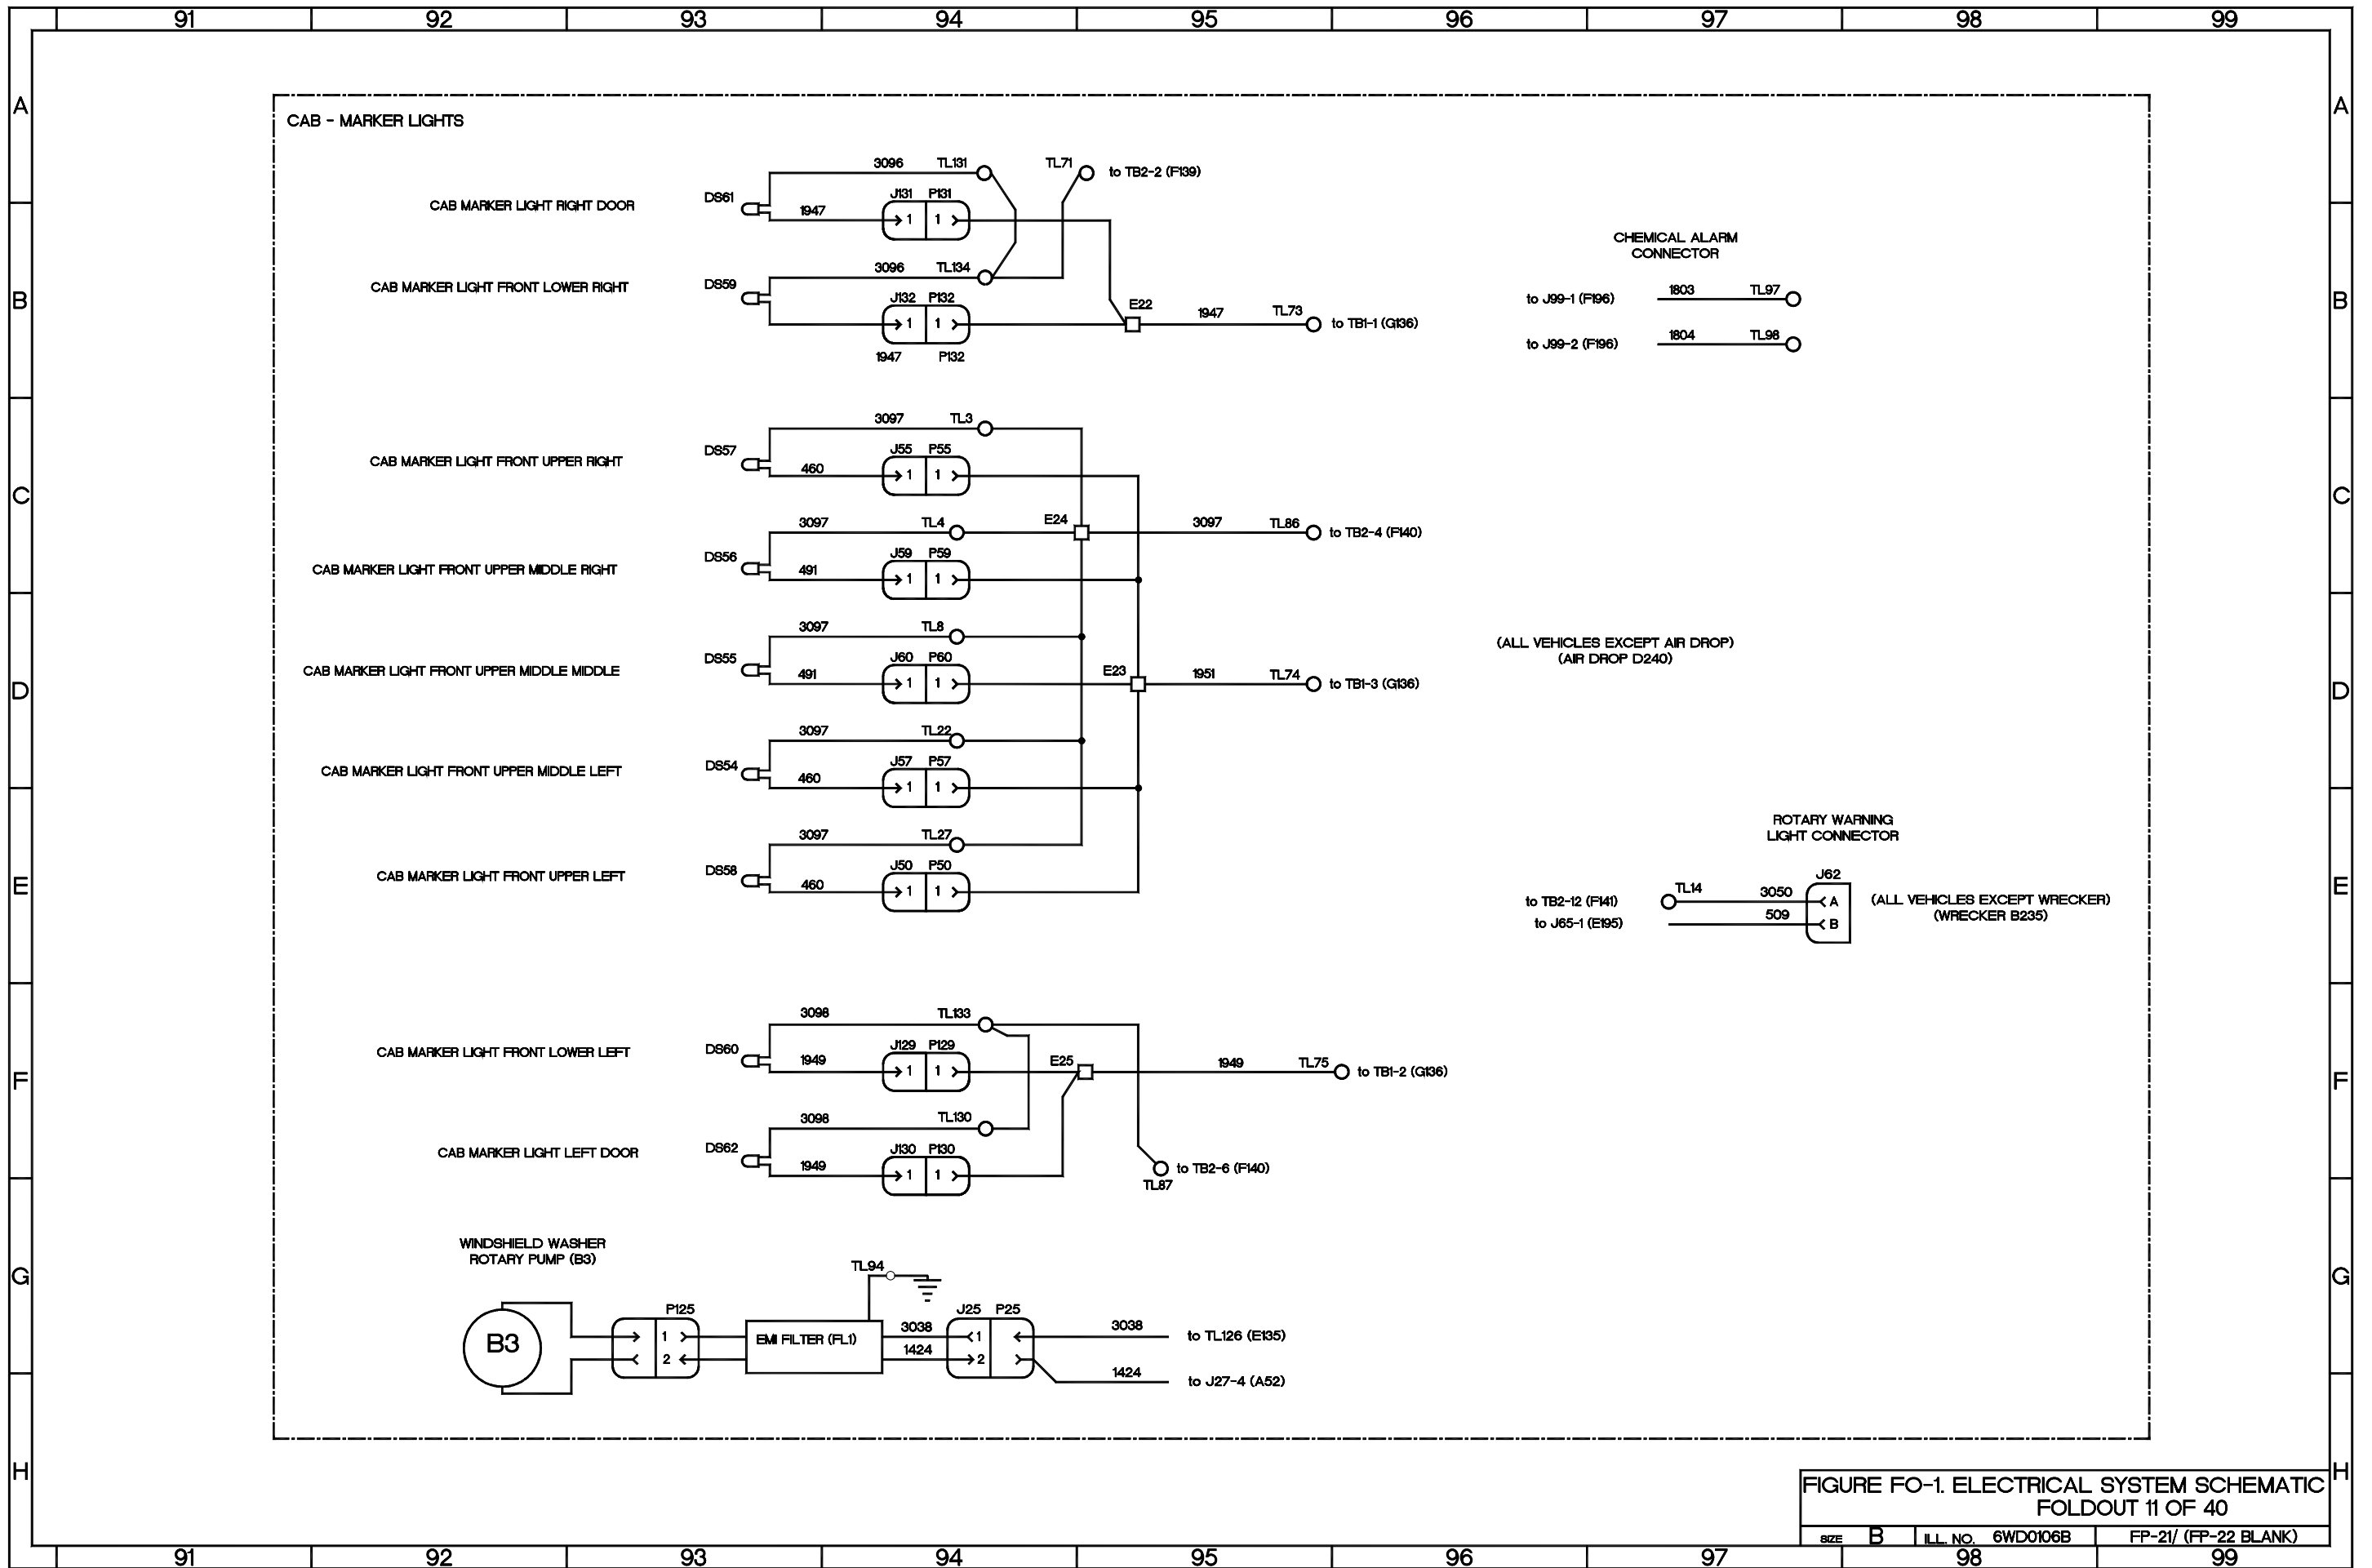 91 92 93 94 95 96 97 98 99
A A
CAB - MARKER LIGHTS
3096 TL131 TL71 to TB2-2 (F139)
DS61 J131 P131
CAB MARKER LIGHT RIGHT DOOR
1947 1 1
CHEMICAL ALARM
CONNECTOR
3096 TL134
DS59
CAB MARKER LIGHT FRONT LOWER RIGHT
B B
J132 P132 E22
to J99-1 (F196) 1803 TL97
1 1 1947 TL73 to TB1-1 (G136)
to J99-2 (F196) 1804 TL98
1947 P132
3097 TL3
DS57 J55 P55
CAB MARKER LIGHT FRONT UPPER RIGHT
460 1 1
C C
3097 TL4 E24 3097 TL86 to TB2-4 (F140)
DS56 J59 P59
CAB MARKER LIGHT FRONT UPPER MIDDLE RIGHT
491 1 1
3097 TL8
(ALL VEHICLES EXCEPT AIR DROP)
(AIR DROP D240)
DS55 J60 P60
CAB MARKER LIGHT FRONT UPPER MIDDLE MIDDLE
491 1 1 E23 1951 TL74 to TB1-3 (G136)
D D
3097 TL22
DS54 J57 P57
CAB MARKER LIGHT FRONT UPPER MIDDLE LEFT
460 1 1
ROTARY WARNING
LIGHT CONNECTOR
3097 TL27
DS58 J50 P50
CAB MARKER LIGHT FRONT UPPER LEFT
460 1 1
E E
J62
to TB2-12 (F141) TL14 3050 A
(ALL VEHICLES EXCEPT WRECKER)
(WRECKER B235)
to J65-1 (E195) 509 B
3098 TL133
DS60 J129 P129
CAB MARKER LIGHT FRONT LOWER LEFT
1949 1 1 E25 1949 TL75 to TB1-2 (G136)
F F
3098 TL130
DS62 J130 P130
CAB MARKER LIGHT LEFT DOOR
1949 1 1
to TB2-6 (F140)
TL87
WINDSHIELD WASHER
ROTARY PUMP (B3)
G G
TL94
P125 J25 P25
B3 1 EMI FILTER (FL1) 3038 1 3038 to TL126 (E135)
2 1424 2
1424 to J27-4 (A52)
H H
FIGURE FO-1. ELECTRICAL SYSTEM SCHEMATIC
FOLDOUT 11 OF 40
SIZE B ILL. NO. 6WD0106B FP-21/ (FP-22 BLANK)
91 92 93 94 95 96 97 98 99